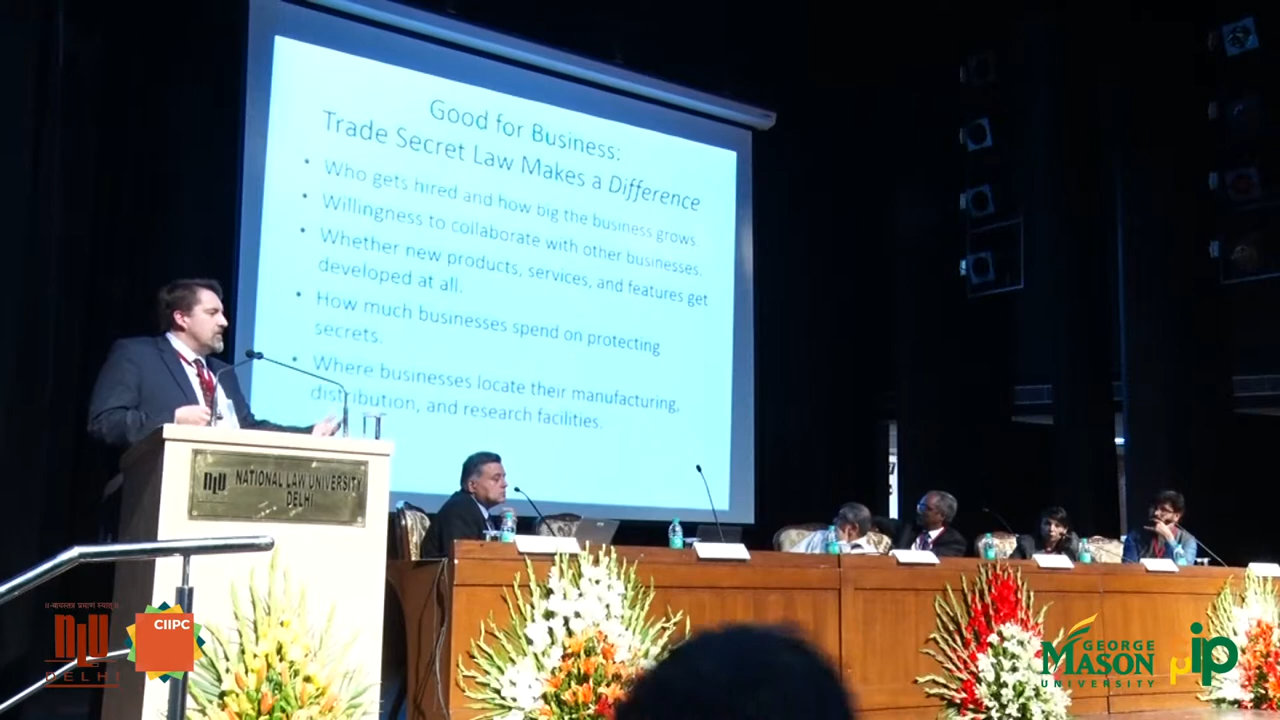 Good for Business:
Trade Secret Law Makes a Difference
• Who gets hired and how big the business grows.
• Willingness to collaborate with other businesses.
• Whether new products, services, and features get
developed at all.
• How much businesses spend on protecting
secrets.
• Where businesses locate their manufacturing,
distribution, and research facilities.
NLU NATIONAL LAW UNIVERSITY
DELHI
NLU
DELHI
CIIPC
GEORGE
MASON
UNIVERSITY
μip